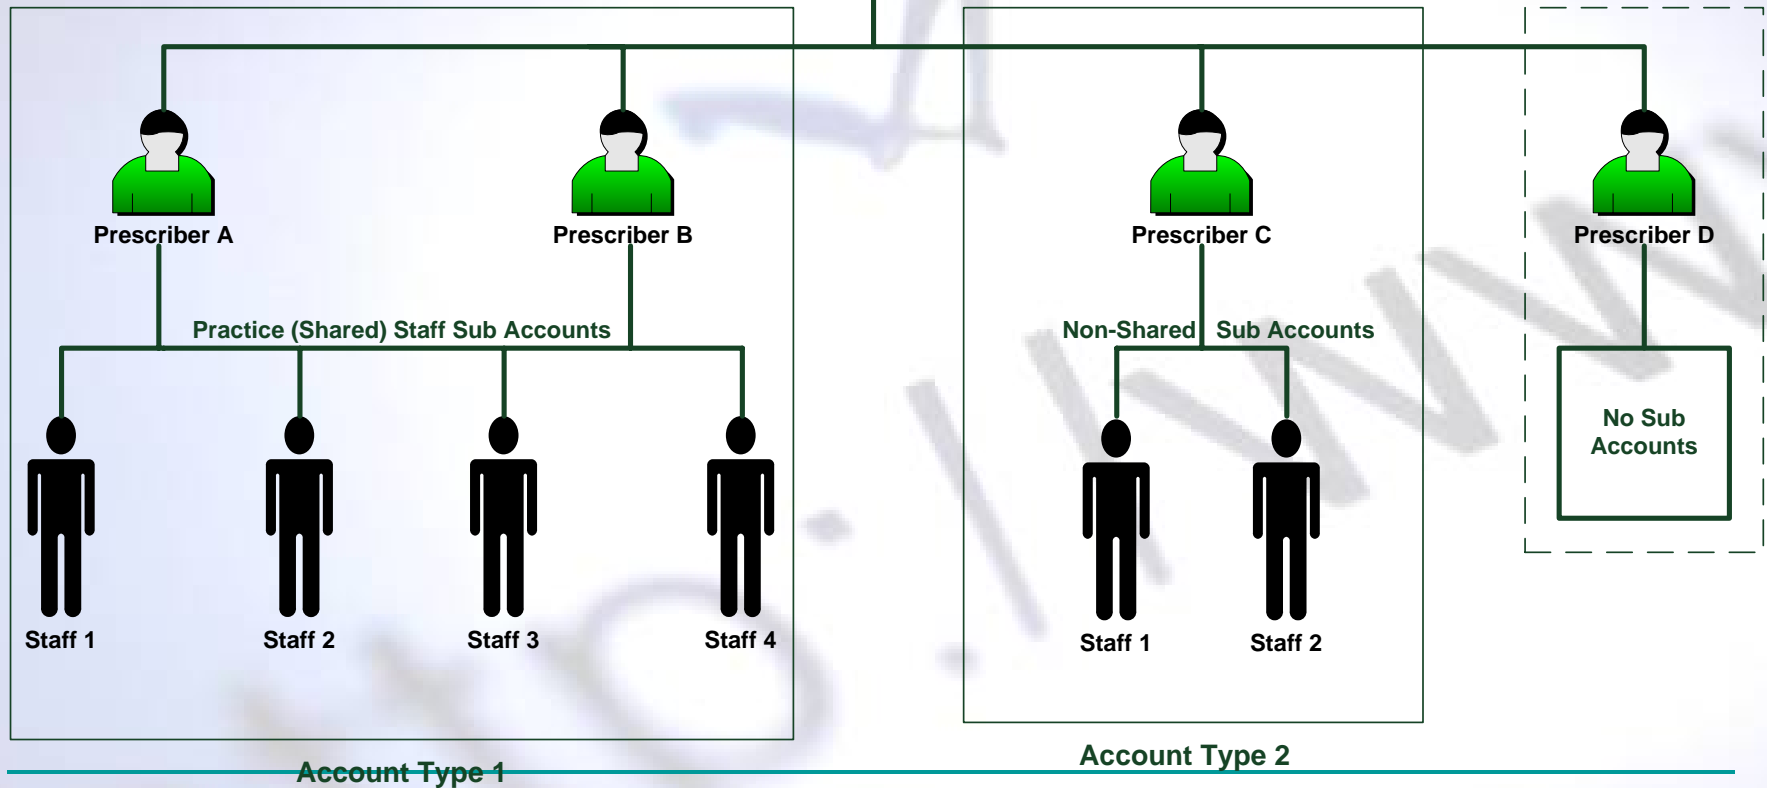 Prescriber A
Prescriber B
Prescriber C
Prescriber D
Practice (Shared) Staff Sub Accounts
Non-Shared Sub Accounts
No Sub
Accounts
Staff 1
Staff 2
Staff 3
Staff 4
Staff 1
Staff 2
Account Type 1
Account Type 2